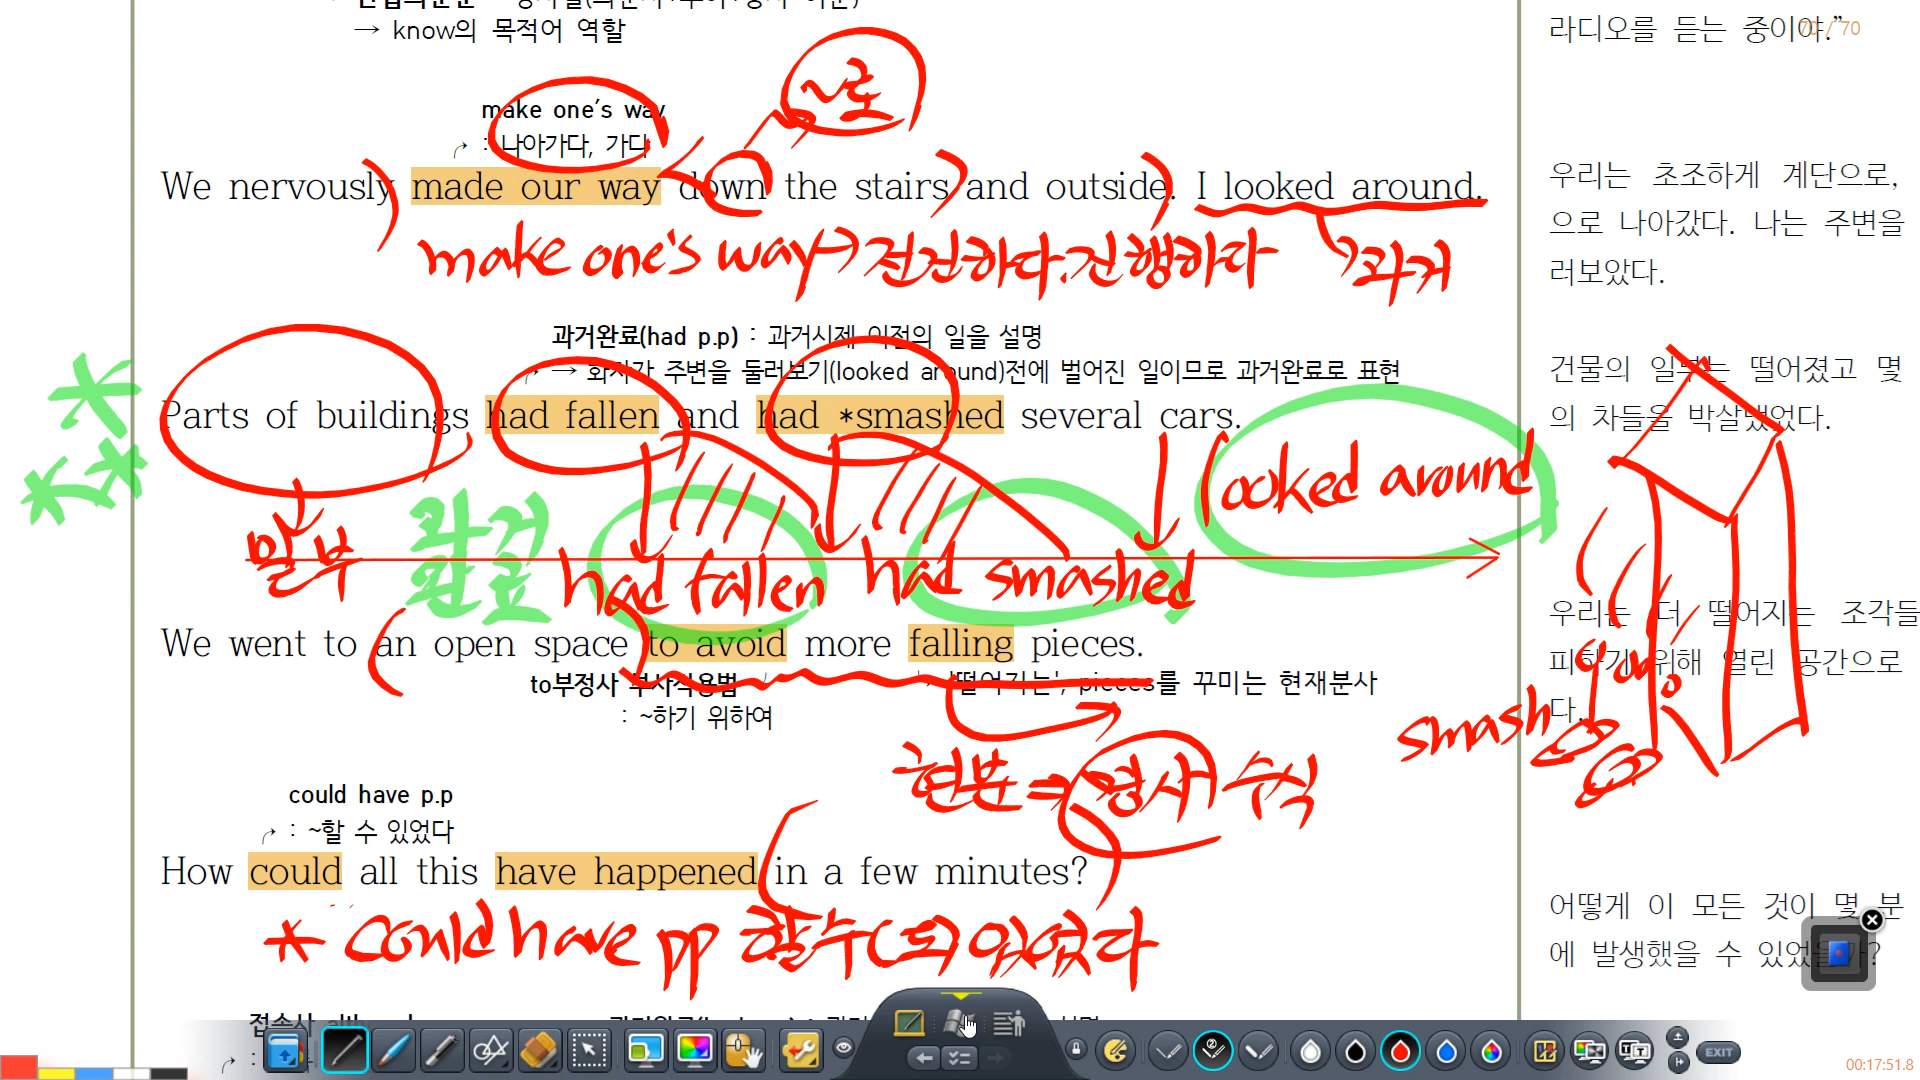 → know의 목적어 역할
라디오를 듣는 중이야.”
70 / 70
~로
make one's way
: 나아가다, 가다
We nervously made our way down the stairs and outside. I looked around.
우리는 초조하게 계단으로,
으로 나아갔다. 나는 주변을
러보았다.
make one's way → 전진하다. 진행하다
과거
과거완료(had p.p) : 과거시제 이전의 일을 설명
→ 화자가 주변을 둘러보기(looked around)전에 벌어진 일이므로 과거완료로 표현
Parts of buildings had fallen and had *smashed several cars.
건물의 일부는 떨어졌고 몇
의 차들을 박살냈었다.
looked around
일부
과거
완료
had fallen had smashed
We went to an open space to avoid more falling pieces.
우리는 더 떨어지는 조각들
피하기 위해 열린 공간으로
다.
to부정사 부사적용법
: ~하기 위하여
'떨어지는', pieces를 꾸미는 현재분사
smash
현분 = 명사 수식
could have p.p
: ~할 수 있었다
How could all this have happened in a few minutes?
어떻게 이 모든 것이 몇 분
에 발생했을 수 있었을까?
* could have pp 할 수(도) 있었다
EXIT
00:17:51.8